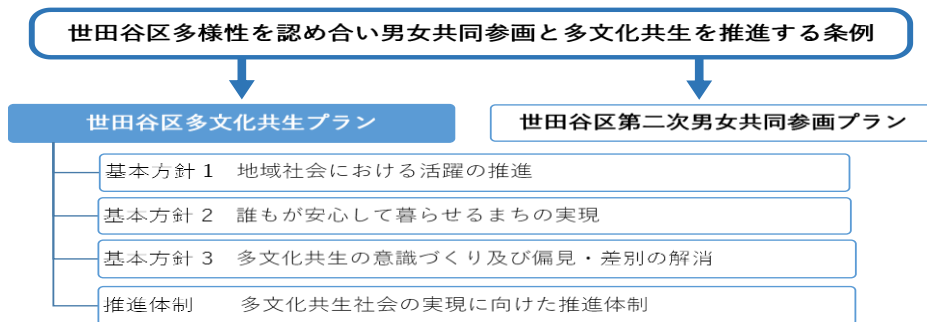 世田谷区多様性を認め合い男女共同参画と多文化共生を推進する条例
世田谷区多文化共生プラン
世田谷区第二次男女共同参画プラン
基本方針１　地域社会における活躍の推進
基本方針２　誰もが安心して暮らせるまちの実現
基本方針３　多文化共生の意識づくり及び偏見・差別の解消
推進体制　　多文化共生社会の実現に向けた推進体制